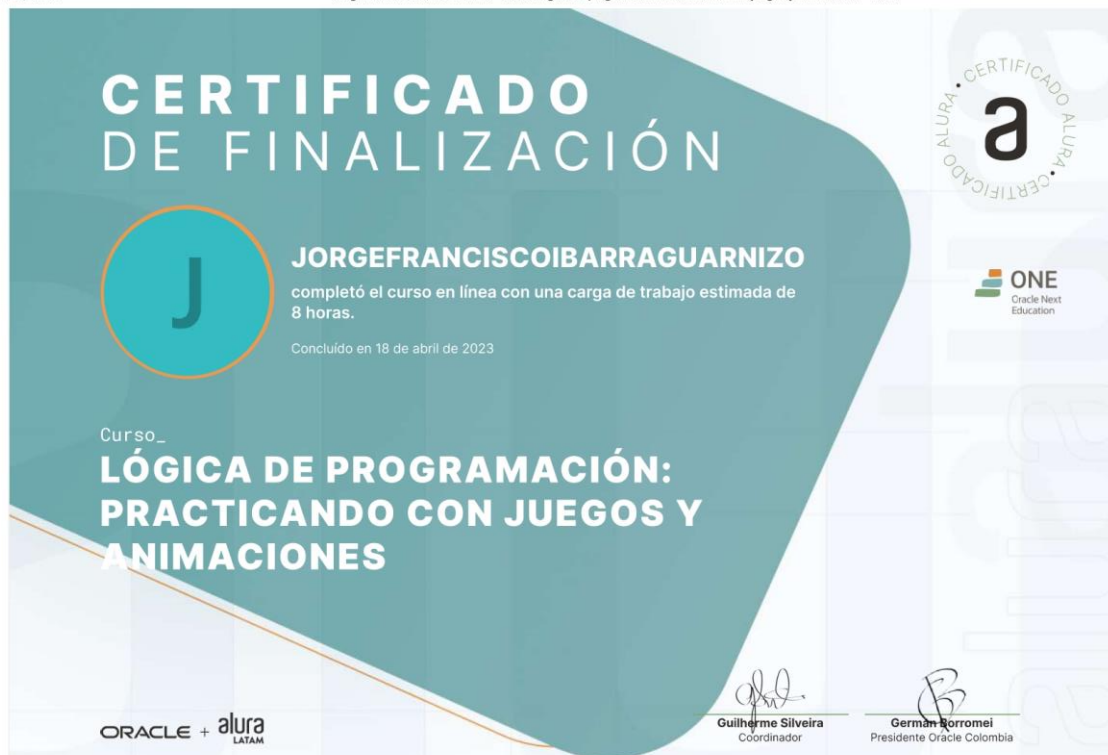 CERTIFICADO
DE FINALIZACIÓN
CERTIFICADO ALURA • CERTIFICADO ALURA •
a
J
JORGEFRANCISCOIBARRAGUARNIZO
completó el curso en línea con una carga de trabajo estimada de
8 horas.
Concluído en 18 de abril de 2023
ONE
Oracle Next
Education
Curso_
LÓGICA DE PROGRAMACIÓN:
PRACTICANDO CON JUEGOS Y
ANIMACIONES
ORACLE + alura
LATAM
Guilherme Silveira
Coordinador
German Borromei
Presidente Oracle Colombia
alura